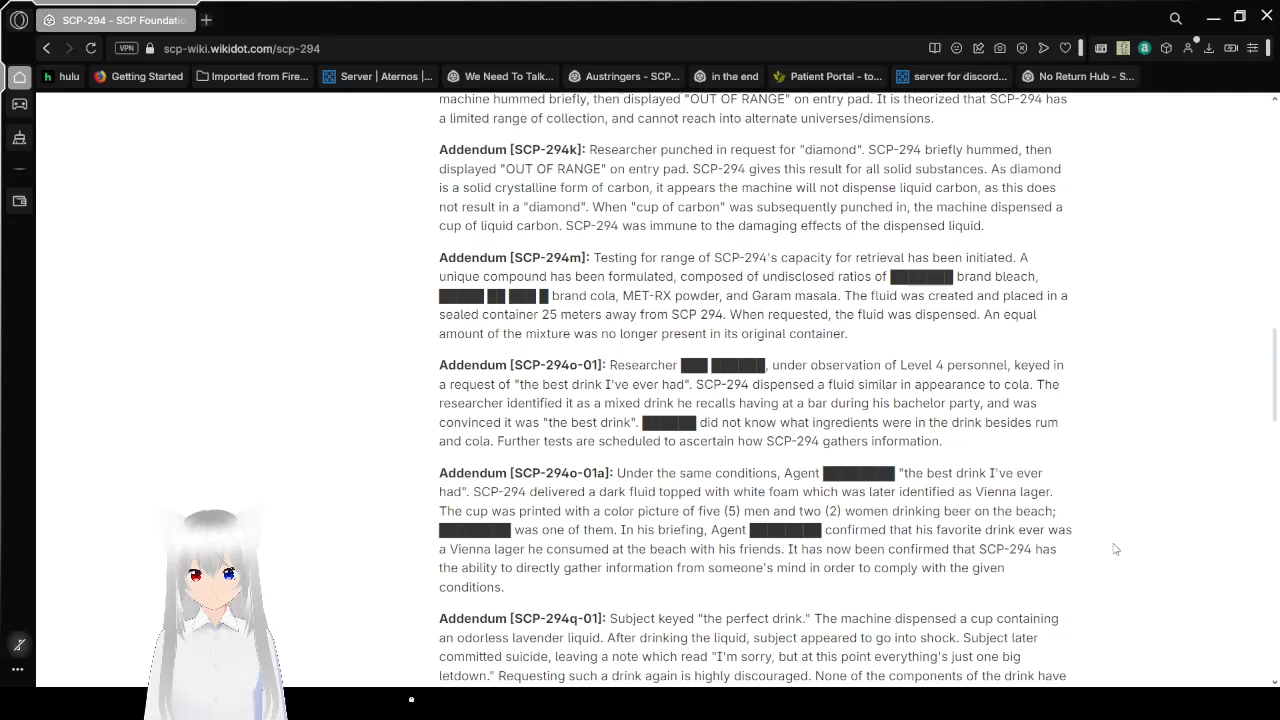 SCP-294 - SCP Foundatio
VPN
scp-wiki.wikidot.com/scp-294
hulu
Getting Started
Imported from Fire...
Server | Aternos |...
We Need To Talk...
Austringers - SCP...
in the end
Patient Portal - to...
server for discord...
No Return Hub - S...
machine hummed briefly, then displayed "OUT OF RANGE" on entry pad. It is theorized that SCP-294 has
a limited range of collection, and cannot reach into alternate universes/dimensions.
Addendum [SCP-294k]: Researcher punched in request for "diamond". SCP-294 briefly hummed, then
displayed "OUT OF RANGE" on entry pad. SCP-294 gives this result for all solid substances. As diamond
is a solid crystalline form of carbon, it appears the machine will not dispense liquid carbon, as this does
not result in a "diamond". When "cup of carbon" was subsequently punched in, the machine dispensed a
cup of liquid carbon. SCP-294 was immune to the damaging effects of the dispensed liquid.
Addendum [SCP-294m]: Testing for range of SCP-294's capacity for retrieval has been initiated. A
unique compound has been formulated, composed of undisclosed ratios of ███████ brand bleach,
█████ ██ ███ █ brand cola, MET-RX powder, and Garam masala. The fluid was created and placed in a
sealed container 25 meters away from SCP 294. When requested, the fluid was dispensed. An equal
amount of the mixture was no longer present in its original container.
Addendum [SCP-294o-01]: Researcher ███ ██████, under observation of Level 4 personnel, keyed in
a request of "the best drink I've ever had". SCP-294 dispensed a fluid similar in appearance to cola. The
researcher identified it as a mixed drink he recalls having at a bar during his bachelor party, and was
convinced it was "the best drink". ██████ did not know what ingredients were in the drink besides rum
and cola. Further tests are scheduled to ascertain how SCP-294 gathers information.
Addendum [SCP-294o-01a]: Under the same conditions, Agent ████████ "the best drink I've ever
had". SCP-294 delivered a dark fluid topped with white foam which was later identified as Vienna lager.
The cup was printed with a color picture of five (5) men and two (2) women drinking beer on the beach;
████████ was one of them. In his briefing, Agent ████████ confirmed that his favorite drink ever was
a Vienna lager he consumed at the beach with his friends. It has now been confirmed that SCP-294 has
the ability to directly gather information from someone's mind in order to comply with the given
conditions.
Addendum [SCP-294q-01]: Subject keyed "the perfect drink." The machine dispensed a cup containing
an odorless lavender liquid. After drinking the liquid, subject appeared to go into shock. Subject later
committed suicide, leaving a note which read "I'm sorry, but at this point everything's just one big
letdown." Requesting such a drink again is highly discouraged. None of the components of the drink have